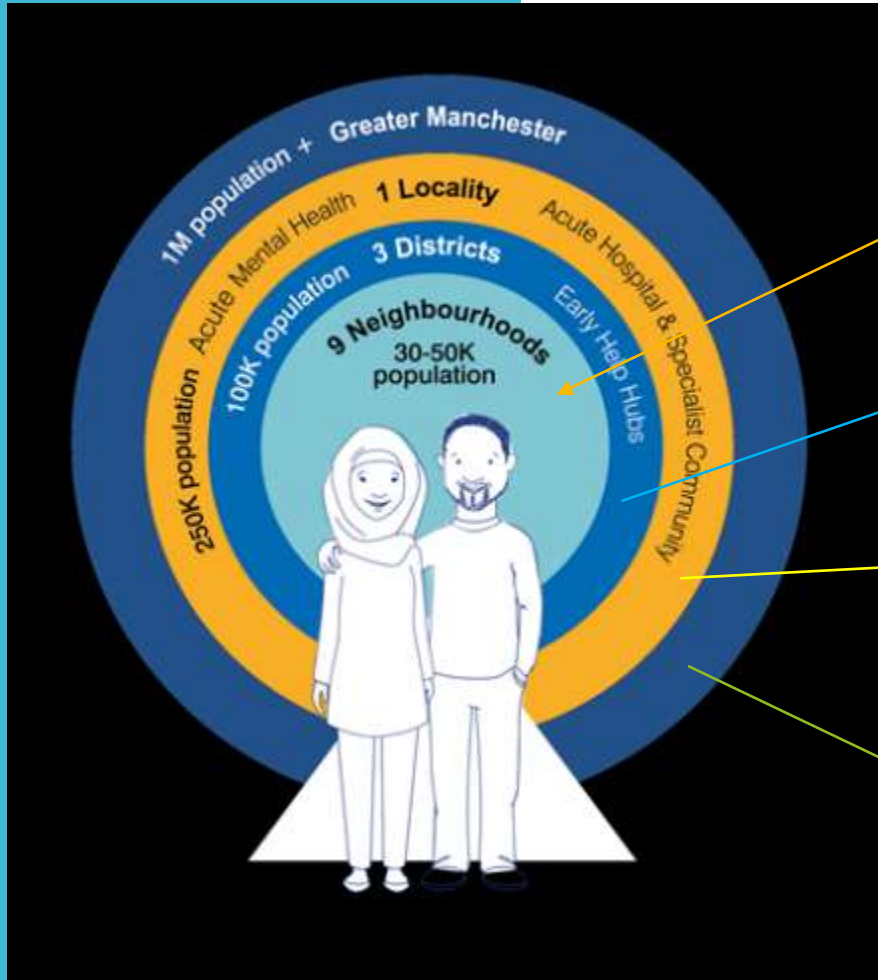 1M population + Greater Manchester
250K population Acute Mental Health 1 Locality Acute Hospital & Specialist Community
100K population 3 Districts Early Help Hubs
9 Neighbourhoods
30-50K
population